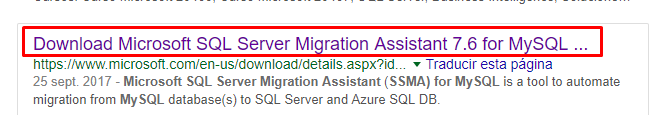 Download Microsoft SQL Server Migration Assistant 7.6 for MySQL ...
https://www.microsoft.com/en-us/download/details.aspx?id... ▼ Traducir esta página
25 sept. 2017 - Microsoft SQL Server Migration Assistant (SSMA) for MySQL is a tool to automate
migration from MySQL database(s) to SQL Server and Azure SQL DB.